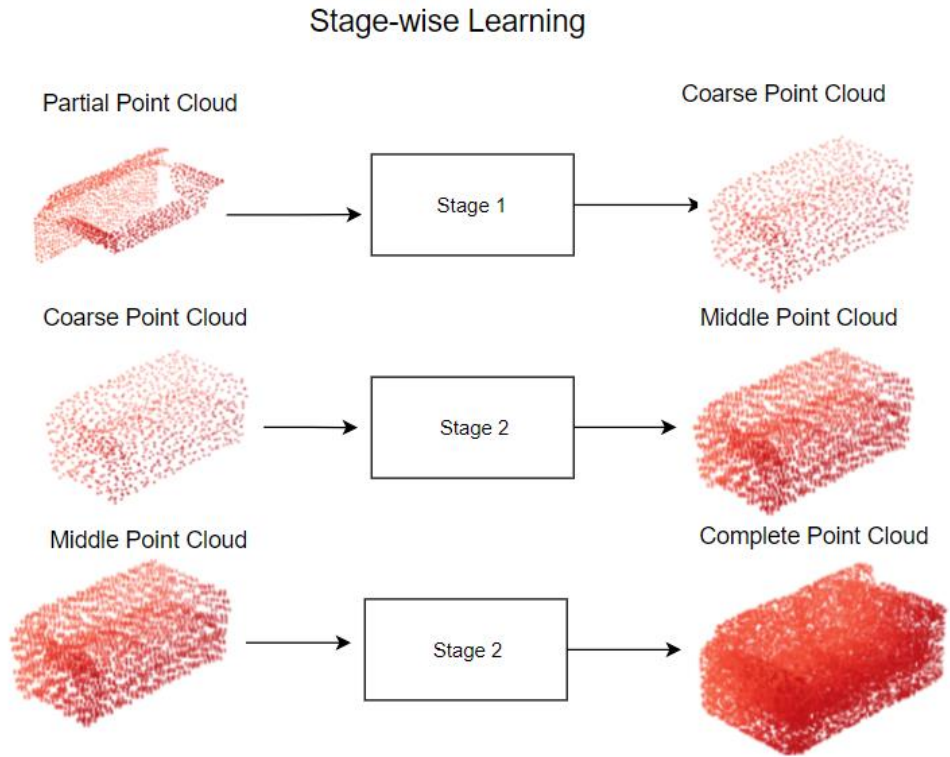 Stage-wise Learning
Partial Point Cloud
Coarse Point Cloud
Stage 1
Coarse Point Cloud
Middle Point Cloud
Stage 2
Middle Point Cloud
Complete Point Cloud
Stage 2